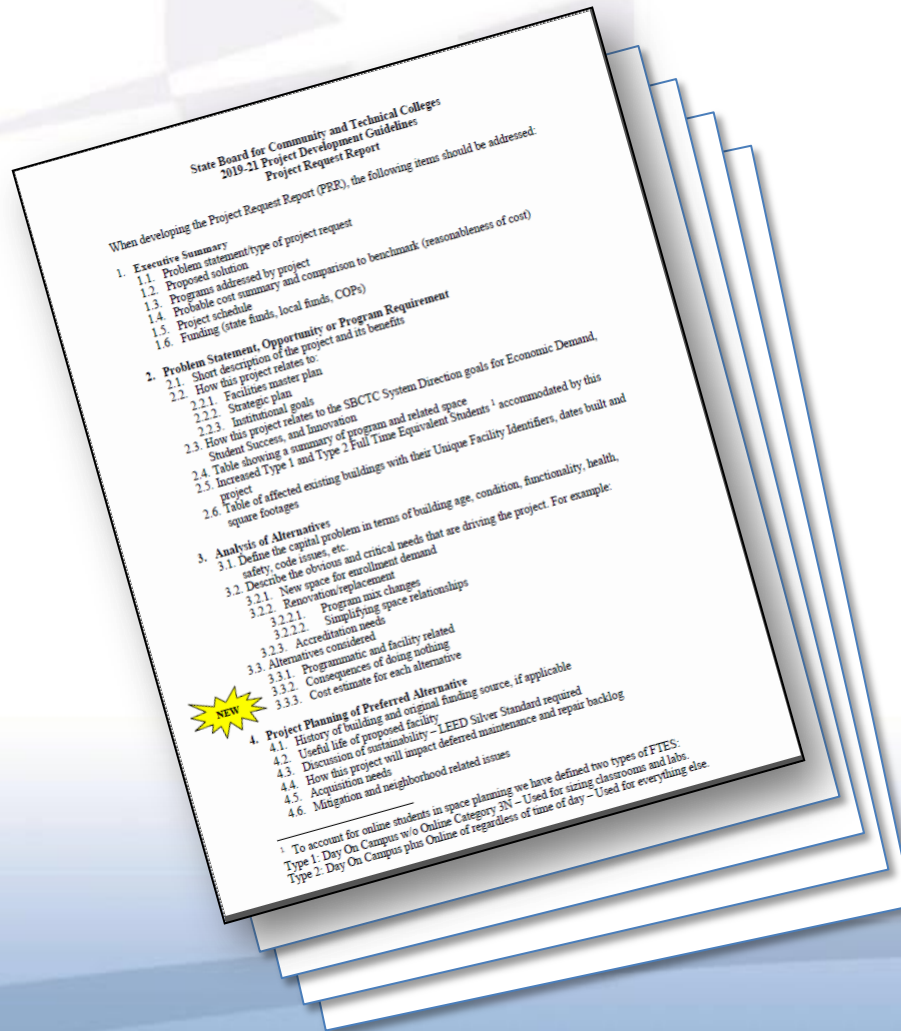 State Board for Community and Technical Colleges
2019-21 Project Development Guidelines
Project Request Report
When developing the Project Request Report (PRR), the following items should be addressed:
1. Executive Summary
1.1. Problem statement/type of project request
1.2. Proposed solution
1.3. Programs addressed by project
1.4. Probable cost summary and comparison to benchmark (reasonableness of cost)
1.5. Project schedule
1.6. Funding (state funds, local funds, COPs)
2. Problem Statement, Opportunity or Program Requirement
2.1. Short description of the project and its benefits
2.2. How this project relates to:
2.2.1. Facilities master plan
2.2.2. Strategic plan
2.2.3. Institutional goals
2.3. How this project relates to the SBCTC System Direction goals for Economic Demand,
Student Success, and Innovation
2.4. Table showing a summary of program and related space
2.5. Increased Type 1 and Type 2 Full Time Equivalent Students 1 accommodated by this
project
2.6. Table of affected existing buildings with their Unique Facility Identifiers, dates built and
square footages
3. Analysis of Alternatives
3.1. Define the capital problem in terms of building age, condition, functionality, health,
safety, code issues, etc.
3.2. Describe the obvious and critical needs that are driving the project. For example:
3.2.1. New space for enrollment demand
3.2.2. Renovation/replacement
3.2.2.1. Program mix changes
3.2.2.2. Simplifying space relationships
3.2.3. Accreditation needs
3.3. Alternatives considered
3.3.1. Programmatic and facility related
3.3.2. Consequences of doing nothing
3.3.3. Cost estimate for each alternative
NEW
4. Project Planning of Preferred Alternative
4.1. History of building and original funding source, if applicable
4.2. Useful life of proposed facility
4.3. Discussion of sustainability – LEED Silver Standard required
4.4. How this project will impact deferred maintenance and repair backlog
4.5. Acquisition needs
4.6. Mitigation and neighborhood related issues
1. To account for online students in space planning we have defined two types of FTES:
Type 1: Day On Campus w/o Online Category 3N – Used for sizing classrooms and labs.
Type 2: Day On Campus plus Online of regardless of time of day – Used for everything else.